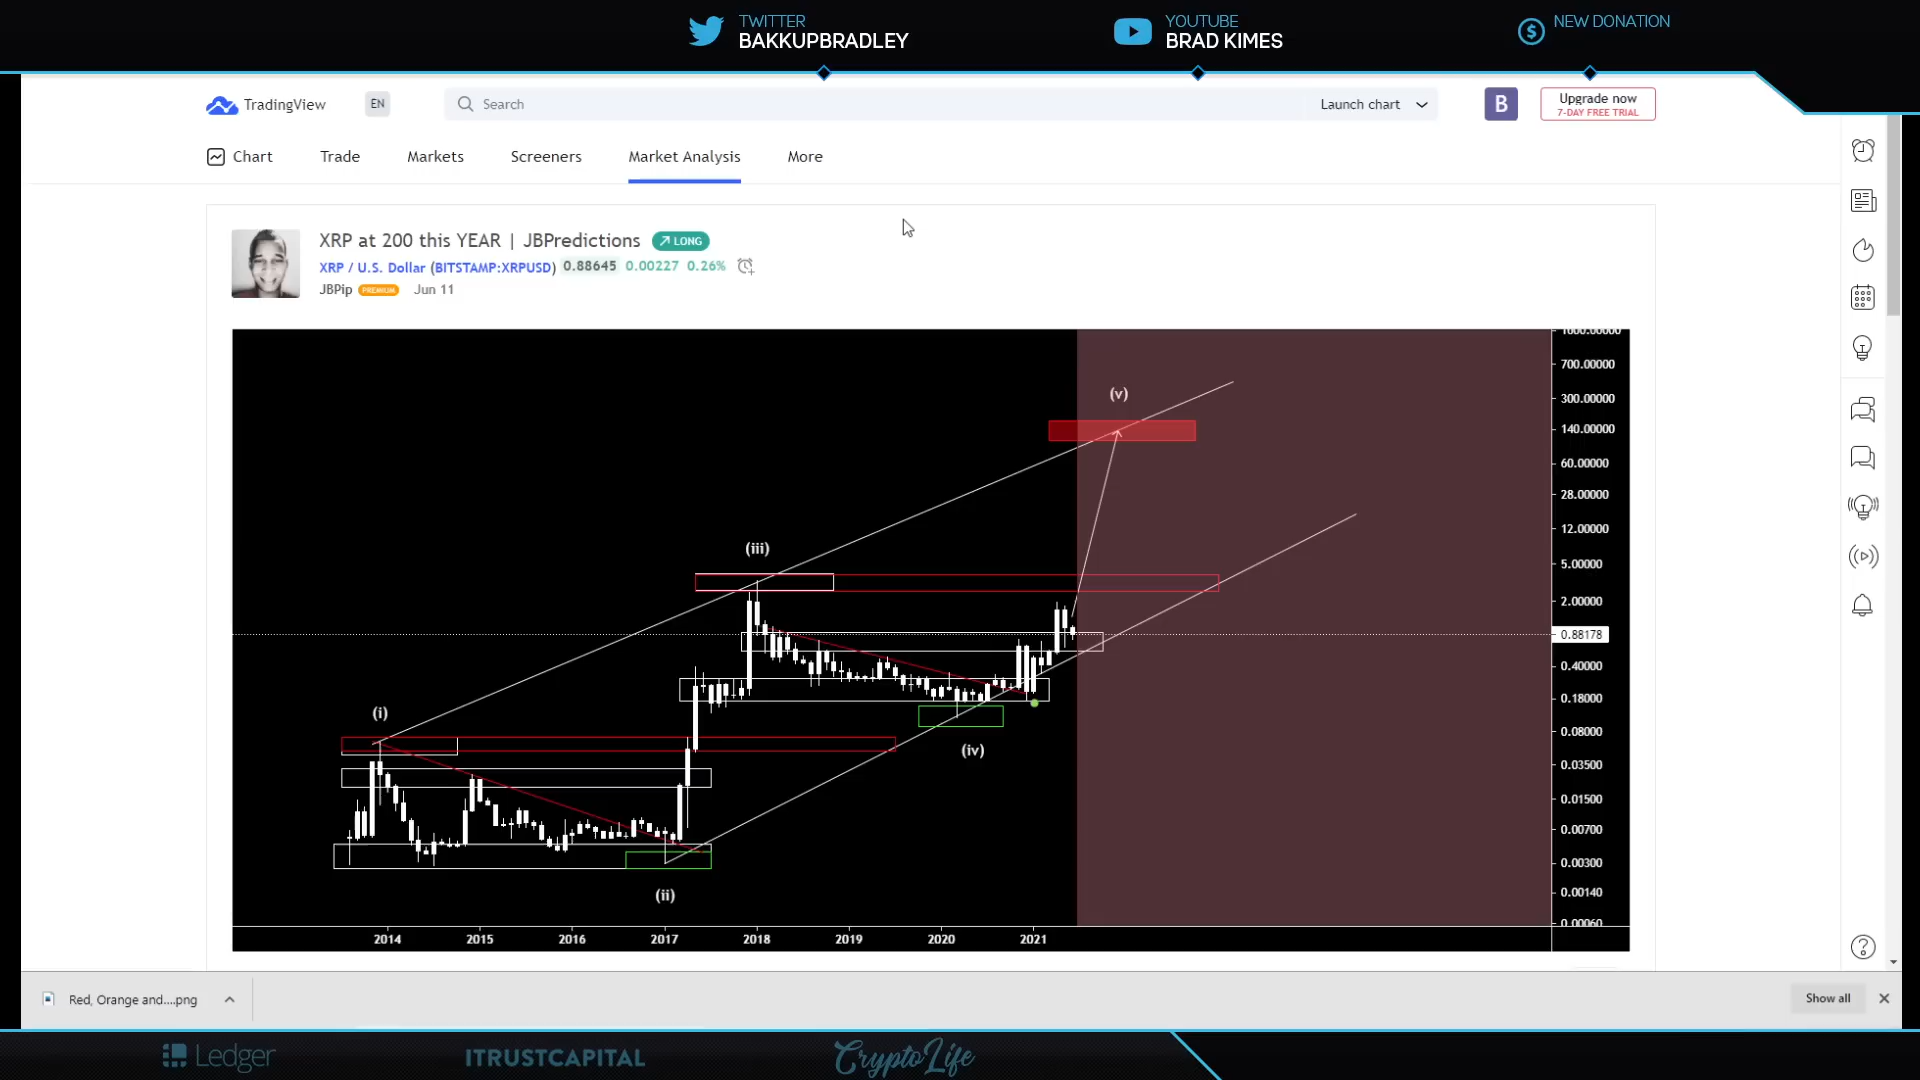 TWITTER
BAKKUPBRADLEY
YOUTUBE
BRAD KIMES
NEW DONATION
TradingView
EN
Search
Launch chart
B
Upgrade now
7-DAY FREE TRIAL
Chart
Trade
Markets
Screeners
Market Analysis
More
XRP at 200 this YEAR | JBPredictions
LONG
XRP / U.S. Dollar (BITSTAMP:XRPUSD) 0.88645 0.00227 0.26%
JBPip PREMIUM Jun 11
1600.00000
700.00000
300.00000
140.00000
60.00000
28.00000
12.00000
5.00000
2.00000
0.88178
0.40000
0.18000
0.08000
0.03500
0.01500
0.00700
0.00300
0.00140
0.00060
(v)
(iii)
(i)
(iv)
(ii)
2014 2015 2016 2017 2018 2019 2020 2021
Red, Orange and....png
Show all
Ledger
ITRUSTCAPITAL
CryptoLife